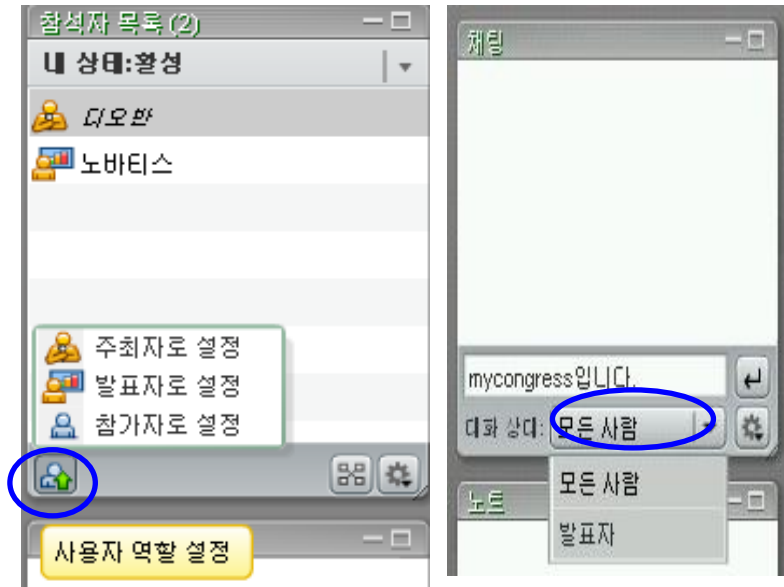 참석자 목록 (2)
내 상태:활성
디오판
노바티스
주최자로 설정
발표자로 설정
참가자로 설정
사용자 역할 설정
채팅
mycongress입니다.
대화 상대: 모든 사람
모든 사람
발표자
노트